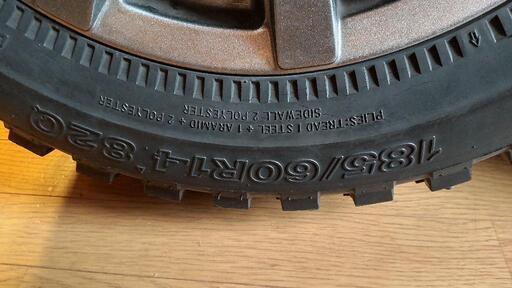 PLIES:TREAD 1 STEEL + 1 ARAMID + 2 POLYESTER
SIDEWALL 2 POLYESTER
185/60R14 82Q